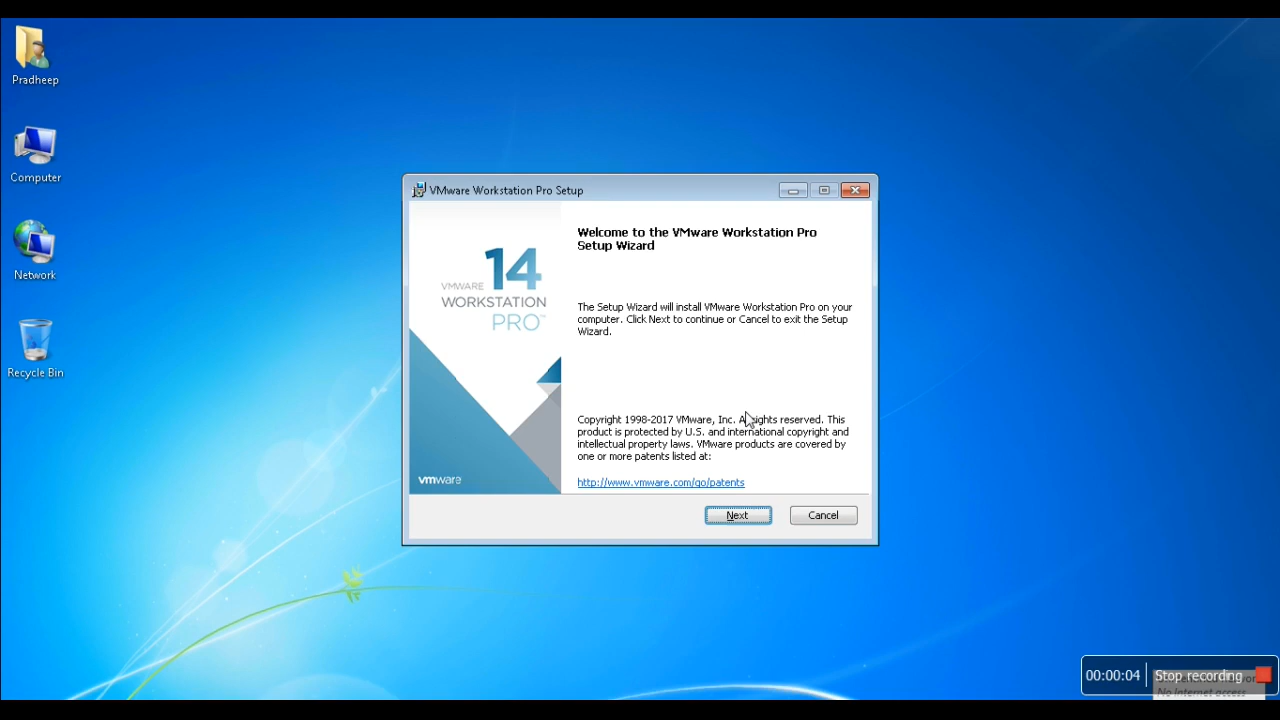 Pradheep
Computer
Network
Recycle Bin
VMware Workstation Pro Setup
14
VMWARE
WORKSTATION
PRO™
vmware
Welcome to the VMware Workstation Pro
Setup Wizard
The Setup Wizard will install VMware Workstation Pro on your
computer. Click Next to continue or Cancel to exit the Setup
Wizard.
Copyright 1998-2017 VMware, Inc. rights reserved. This
product is protected by U.S. and international copyright and
intellectual property laws. VMware products are covered by
one or more patents listed at:
http://www.vmware.com/go/patents
Next
Cancel
00:00:04
Stop recording
No Internet access